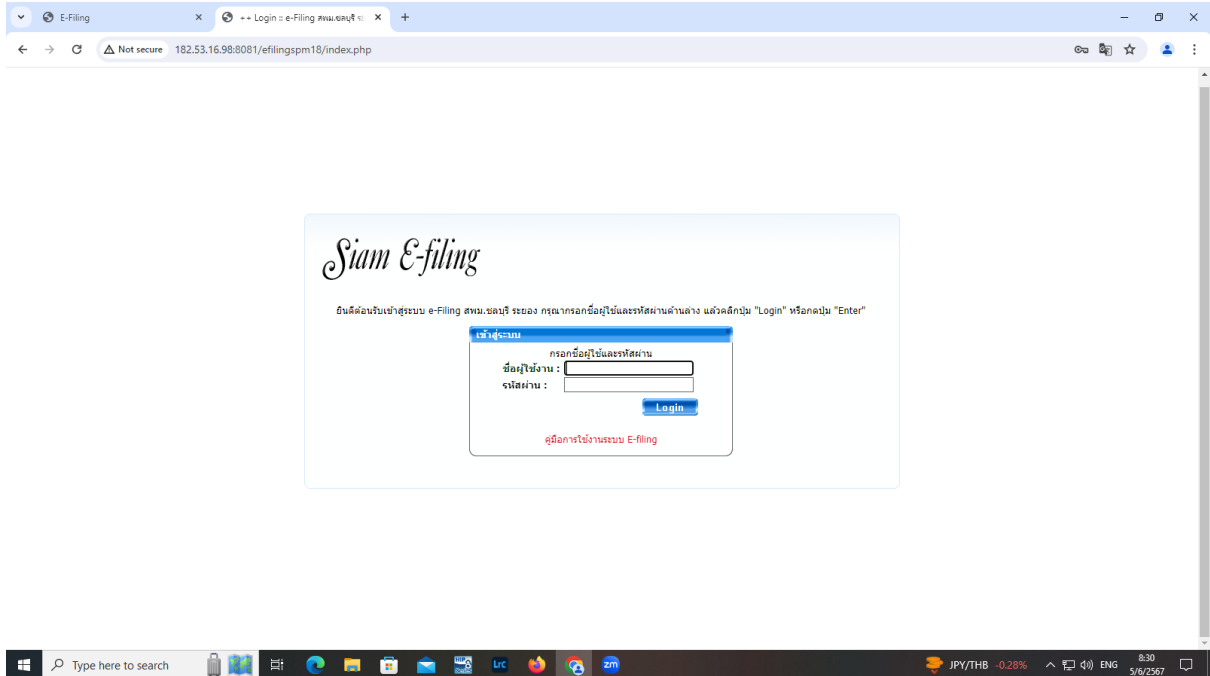 E-Filing
++ Login :: e-Filing สพม.ชลบุรี ระ
Not secure
182.53.16.98:8081/efilingspm18/index.php
Siam E-filing
ยินดีต้อนรับเข้าสู่ระบบ e-Filing สพม.ชลบุรี ระยอง กรุณากรอกชื่อผู้ใช้และรหัสผ่านด้านล่าง แล้วคลิกปุ่ม "Login" หรือกดปุ่ม "Enter"
เข้าสู่ระบบ
กรอกชื่อผู้ใช้และรหัสผ่าน
ชื่อผู้ใช้งาน :
รหัสผ่าน :
Login
คู่มือการใช้งานระบบ E-filing
Type here to search
Lrc
zm
JPY/THB -0.28%
ENG
8:30
5/6/2567